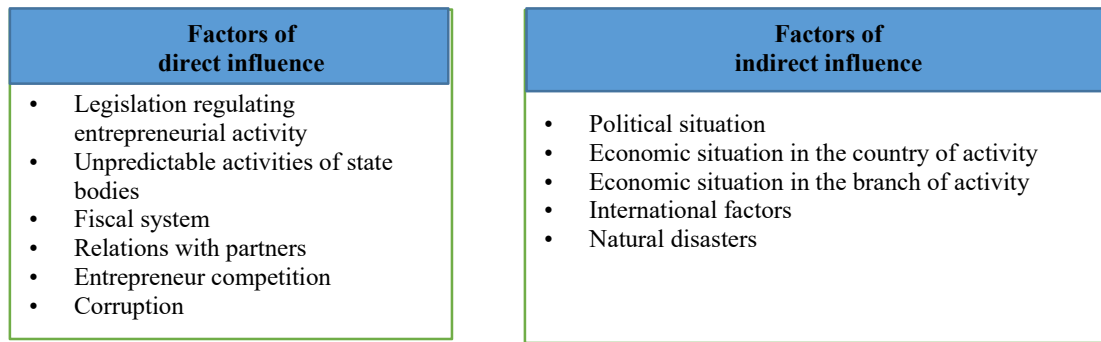 Factors of
direct influence
• Legislation regulating
entrepreneurial activity
• Unpredictable activities of state
bodies
• Fiscal system
• Relations with partners
• Entrepreneur competition
• Corruption
Factors of
indirect influence
• Political situation
• Economic situation in the country of activity
• Economic situation in the branch of activity
• International factors
• Natural disasters